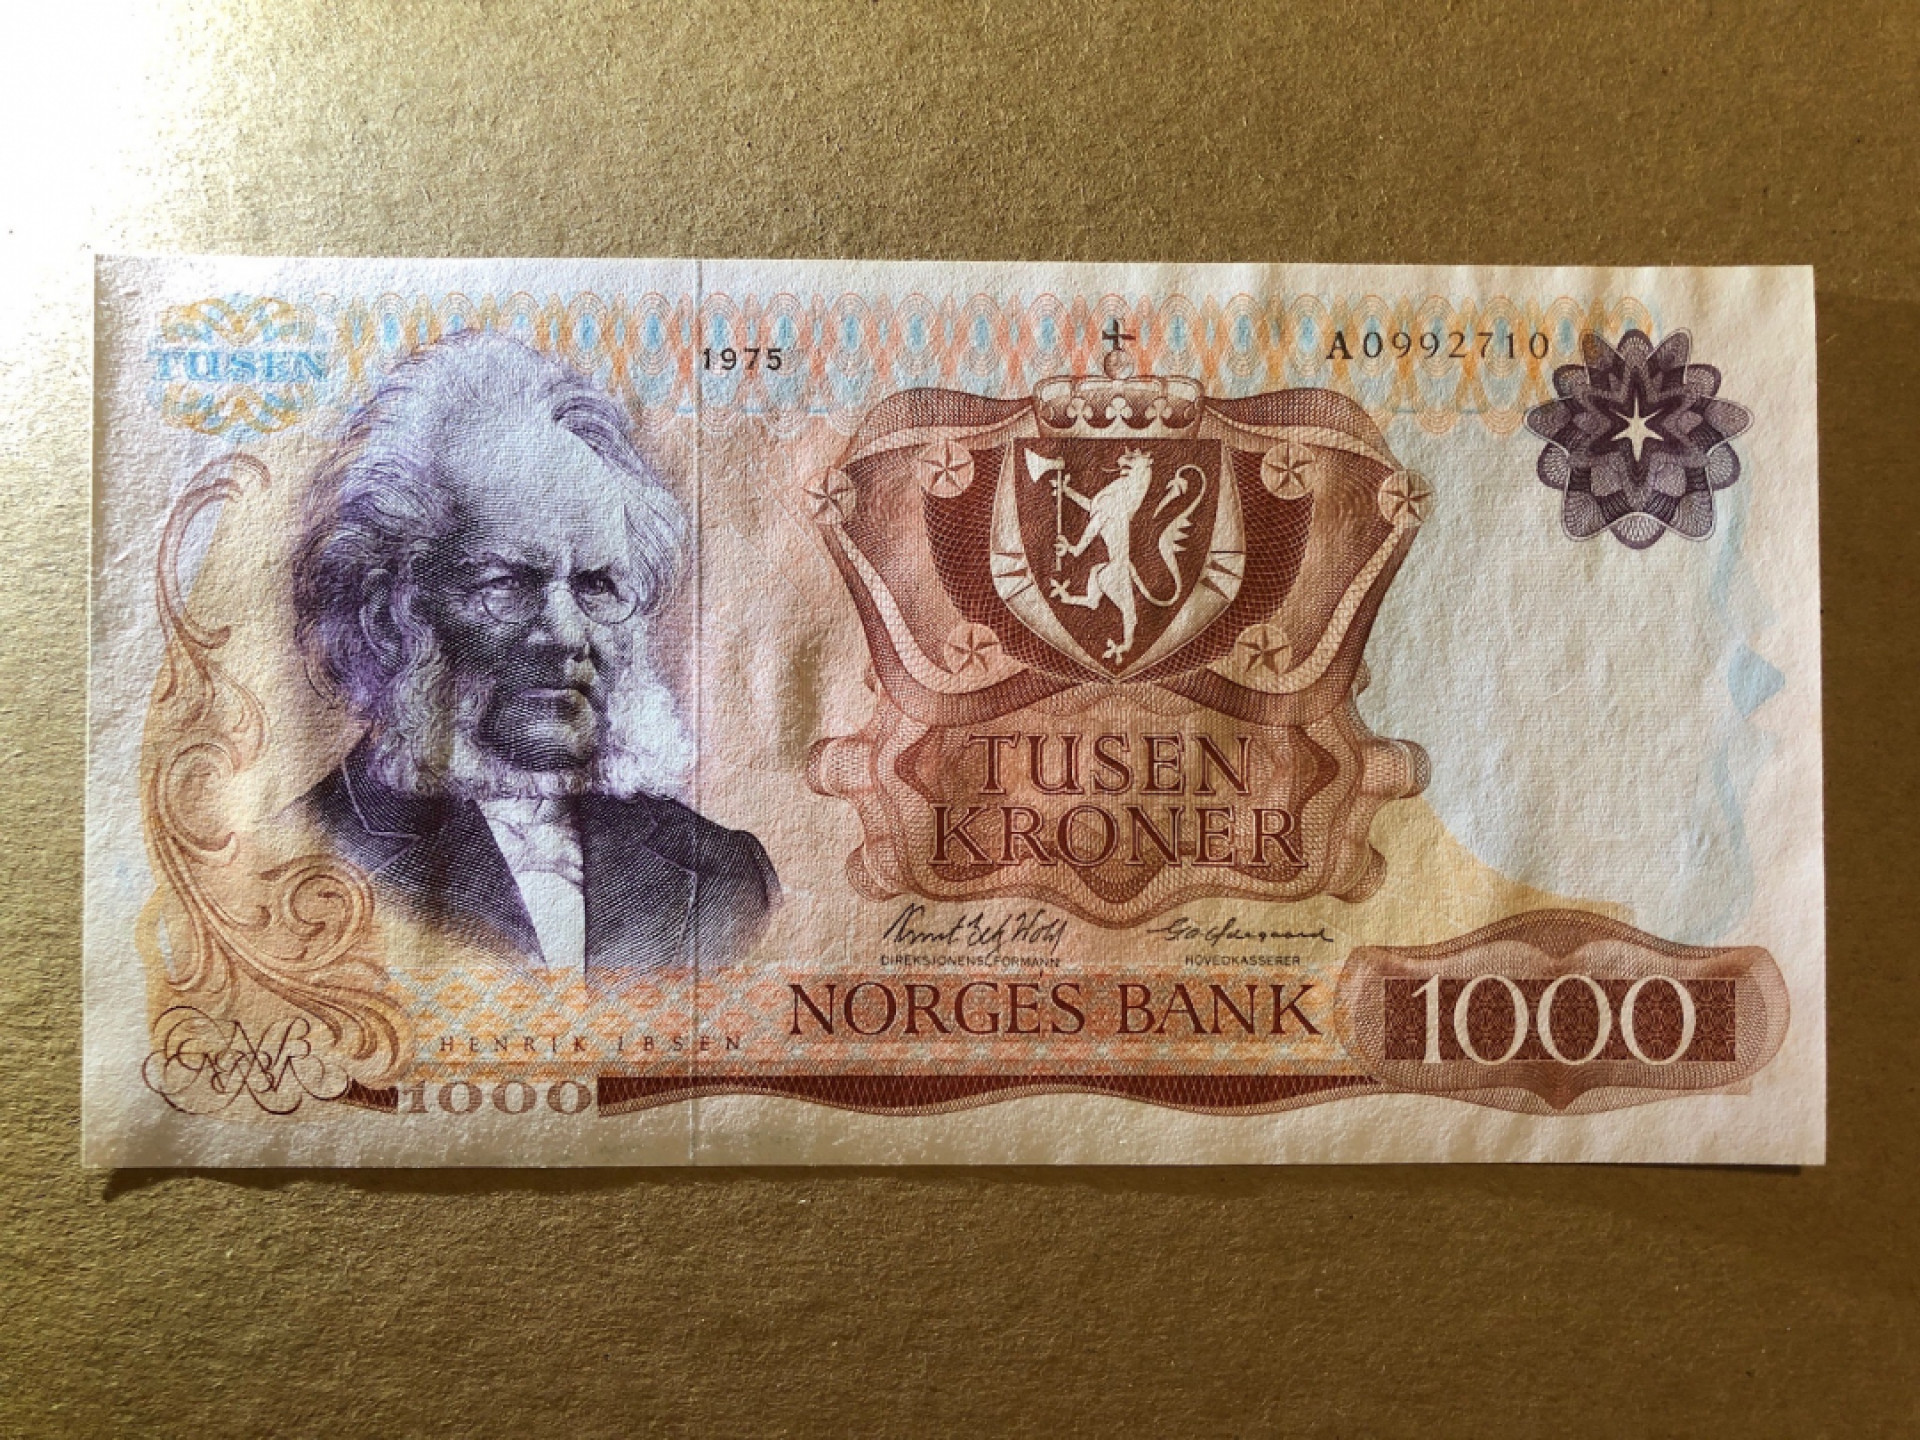 TUSEN
1975
A0992710
TUSEN
KRONER
DIREKSJONENS FORMANN
HOVEDKASSERER
NORGES BANK
HENRIK IBSEN
1000
1000